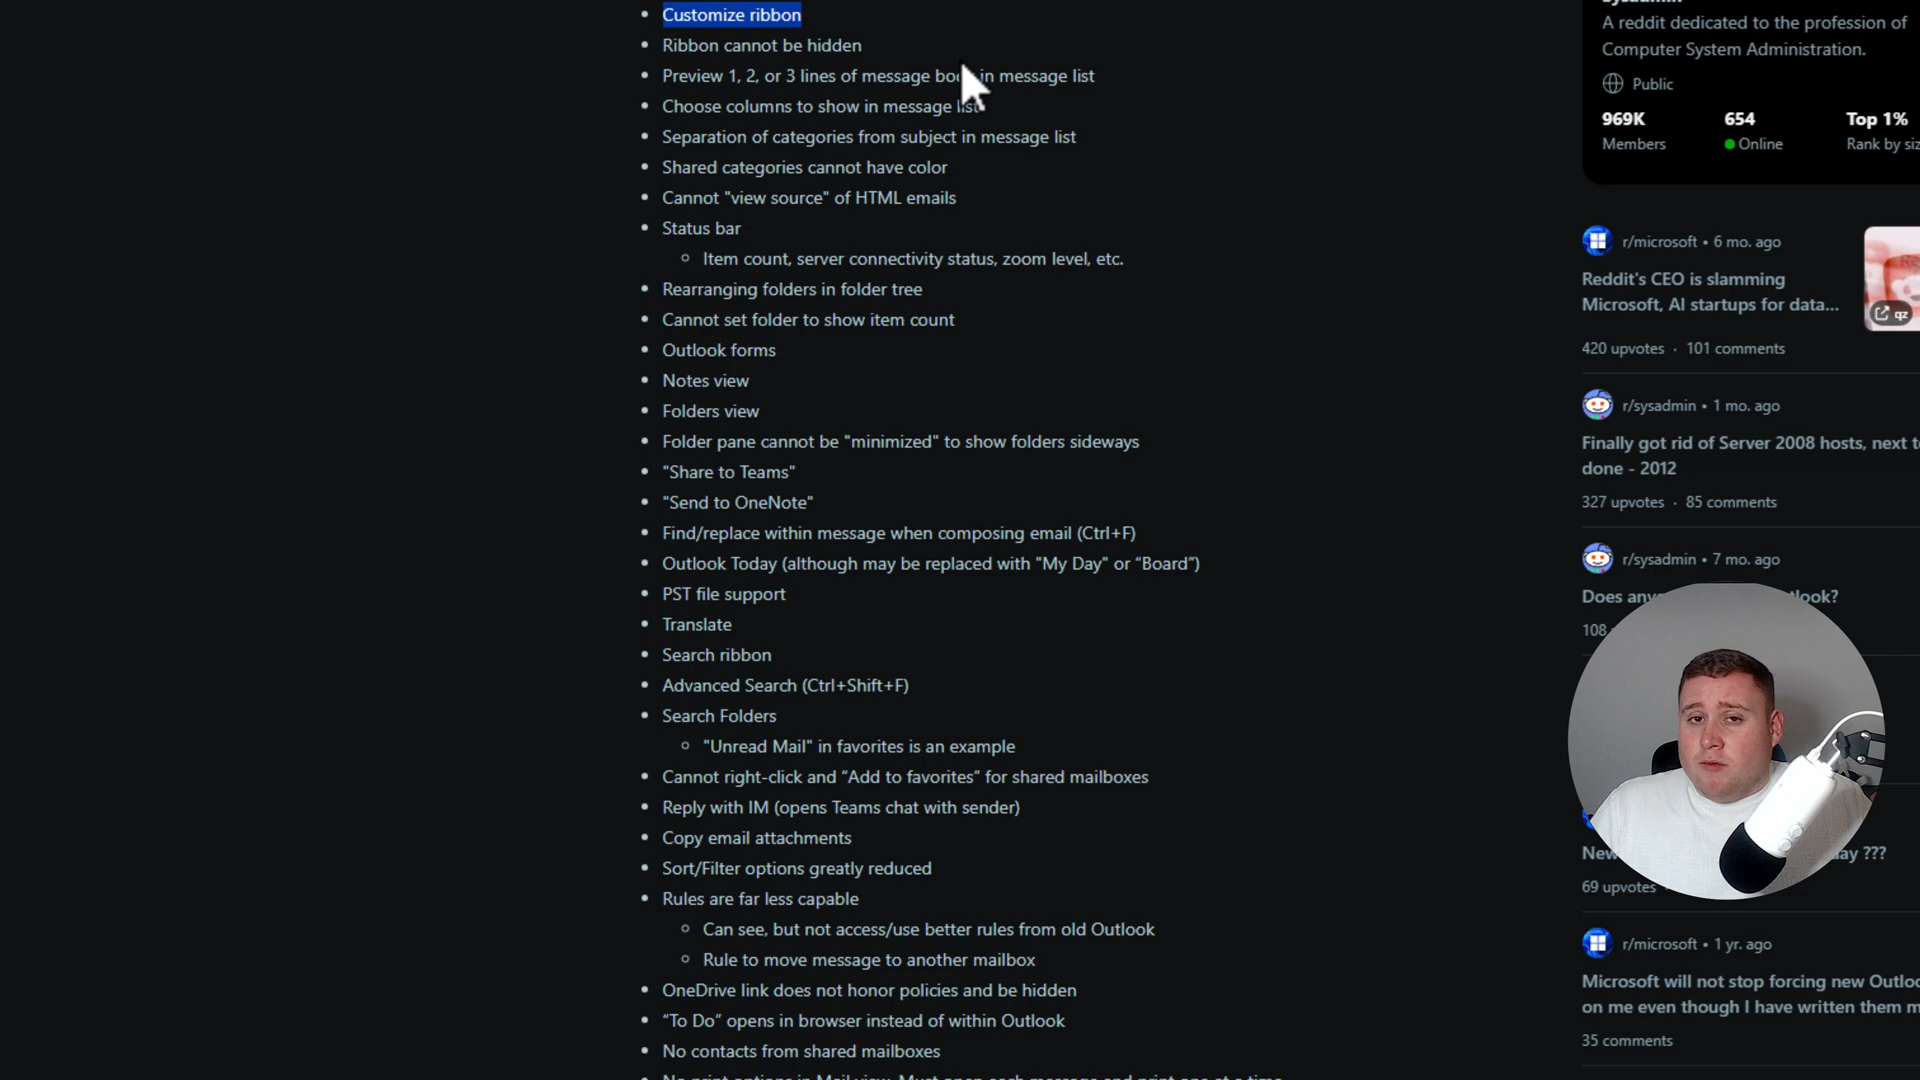 Customize ribbon
Ribbon cannot be hidden
Preview 1, 2, or 3 lines of message in message list
Choose columns to show in message list
Separation of categories from subject in message list
Shared categories cannot have color
Cannot "view source" of HTML emails
Status bar
Item count, server connectivity status, zoom level, etc.
Rearranging folders in folder tree
Cannot set folder to show item count
Outlook forms
Notes view
Folders view
Folder pane cannot be "minimized" to show folders sideways
"Share to Teams"
"Send to OneNote"
Find/replace within message when composing email (Ctrl+F)
Outlook Today (although may be replaced with "My Day" or “Board”)
PST file support
Translate
Search ribbon
Advanced Search (Ctrl+Shift+F)
Search Folders
"Unread Mail" in favorites is an example
Cannot right-click and “Add to favorites” for shared mailboxes
Reply with IM (opens Teams chat with sender)
Copy email attachments
Sort/Filter options greatly reduced
Rules are far less capable
Can see, but not access/use better rules from old Outlook
Rule to move message to another mailbox
OneDrive link does not honor policies and be hidden
“To Do” opens in browser instead of within Outlook
No contacts from shared mailboxes
A reddit dedicated to the profession of
Computer System Administration.
Public
969K 654 Top 1%
Members Online Rank by
r/microsoft • 6 mo. ago
Reddit's CEO is slamming
Microsoft, AI startups for data...
qz
420 upvotes · 101 comments
r/sysadmin • 1 mo. ago
Finally got rid of Server 2008 hosts, next
done - 2012
327 upvotes · 85 comments
r/sysadmin • 7 mo. ago
Does
108
New ???
69 upvotes
r/microsoft • 1 yr. ago
Microsoft will not stop forcing new
on me even though I have written them
35 comments